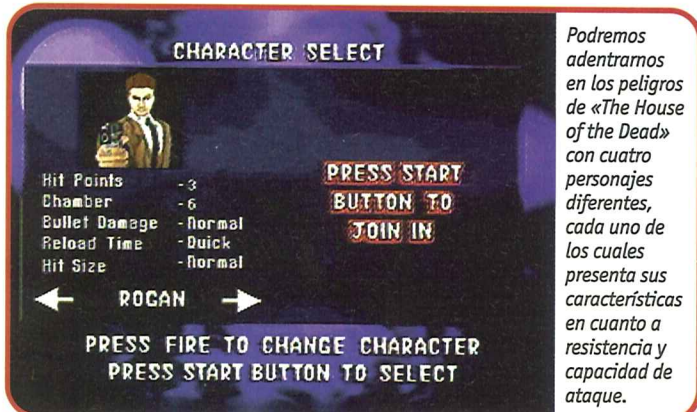 CHARACTER SELECT
Hit Points -3
Chamber -6
Bullet Damage -Normal
Reload Time -Quick
Hit Size -Normal
ROGAN
PRESS START
BUTTON TO
JOIN IN
PRESS FIRE TO CHANGE CHARACTER
PRESS START BUTTON TO SELECT
Podremos
adentrarnos
en los peligros
de «The House
of the Dead»
con cuatro
personajes
diferentes,
cada uno de
los cuales
presenta sus
características
en cuanto a
resistencia y
capacidad de
ataque.